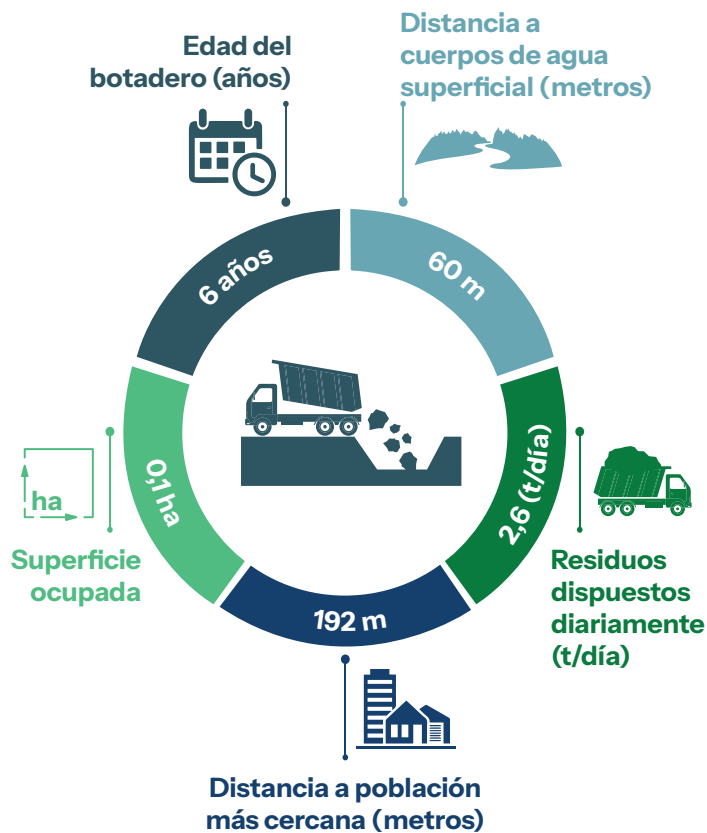 Edad del
botadero (años)
Distancia a
cuerpos de agua
superficial (metros)
6 años
60 m
0,1 ha
2,6 (t/día)
192 m
ha
Superficie
ocupada
Residuos
dispuestos
diariamente
(t/día)
Distancia a población
más cercana (metros)